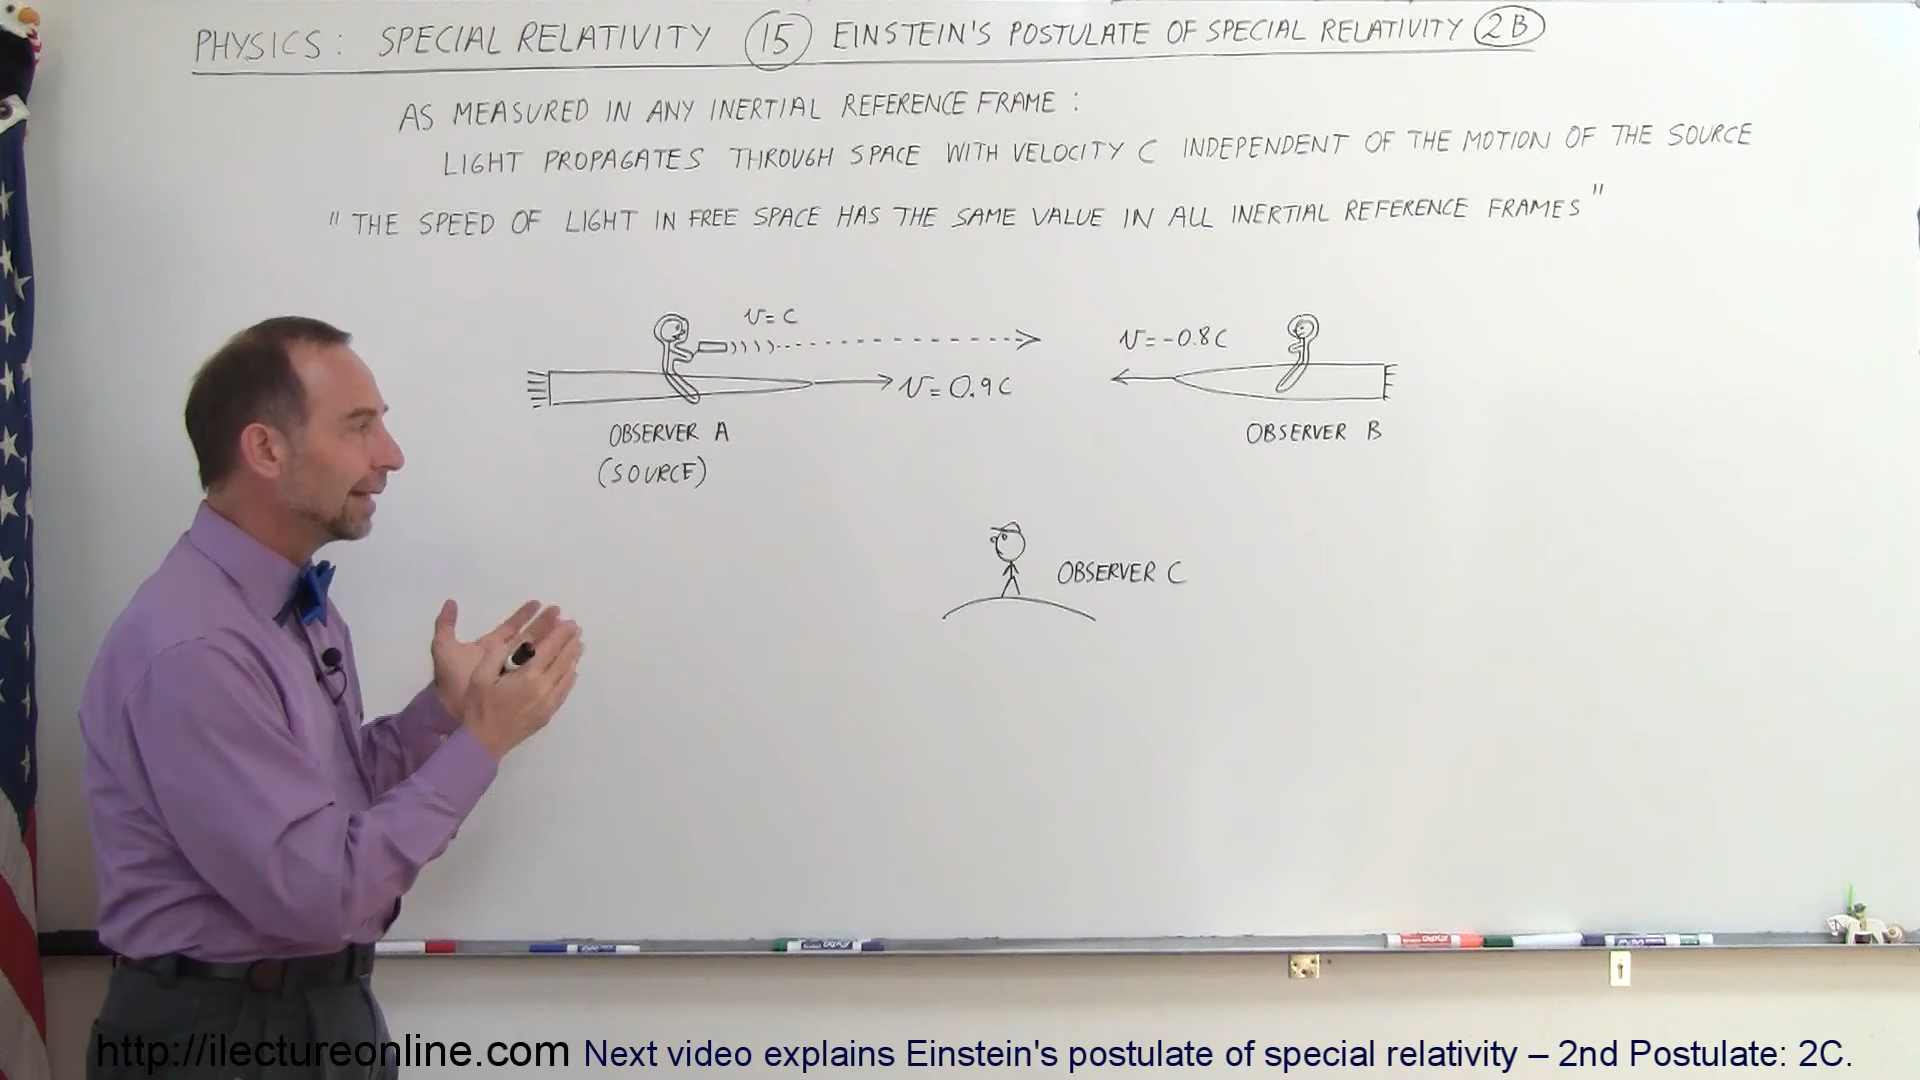 PHYSICS: SPECIAL RELATIVITY 15 EINSTEIN'S POSTULATE OF SPECIAL RELATIVITY 2B
AS MEASURED IN ANY INERTIAL REFERENCE FRAME:
LIGHT PROPAGATES THROUGH SPACE WITH VELOCITY C INDEPENDENT OF THE MOTION OF THE SOURCE
"THE SPEED OF LIGHT IN FREE SPACE HAS THE SAME VALUE IN ALL INERTIAL REFERENCE FRAMES"
v=c
v=-0.8c
v=0.9c
OBSERVER A
OBSERVER B
(SOURCE)
OBSERVER C
http://ilectureonline.com Next video explains Einstein's postulate of special relativity – 2nd Postulate: 2C.